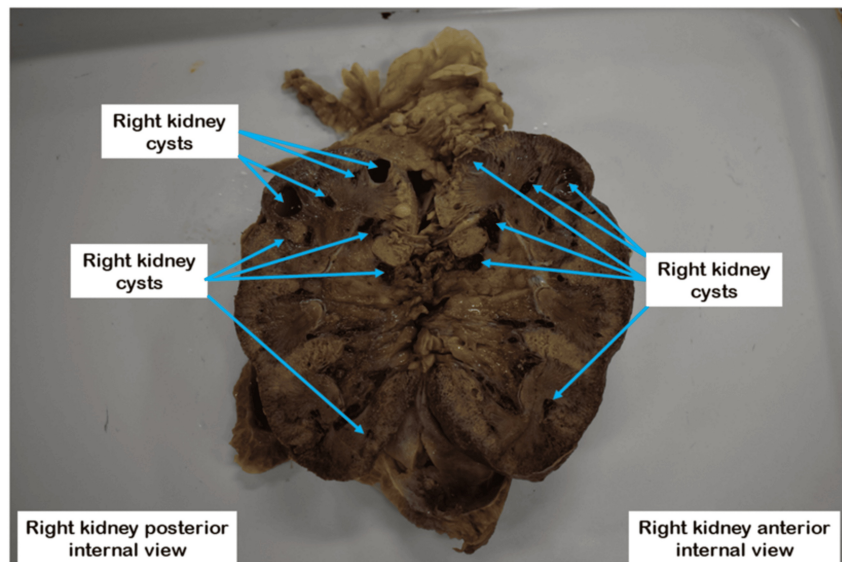 Right kidney
cysts
Right kidney
cysts
Right kidney
cysts
Right kidney posterior
internal view
Right kidney anterior
internal view